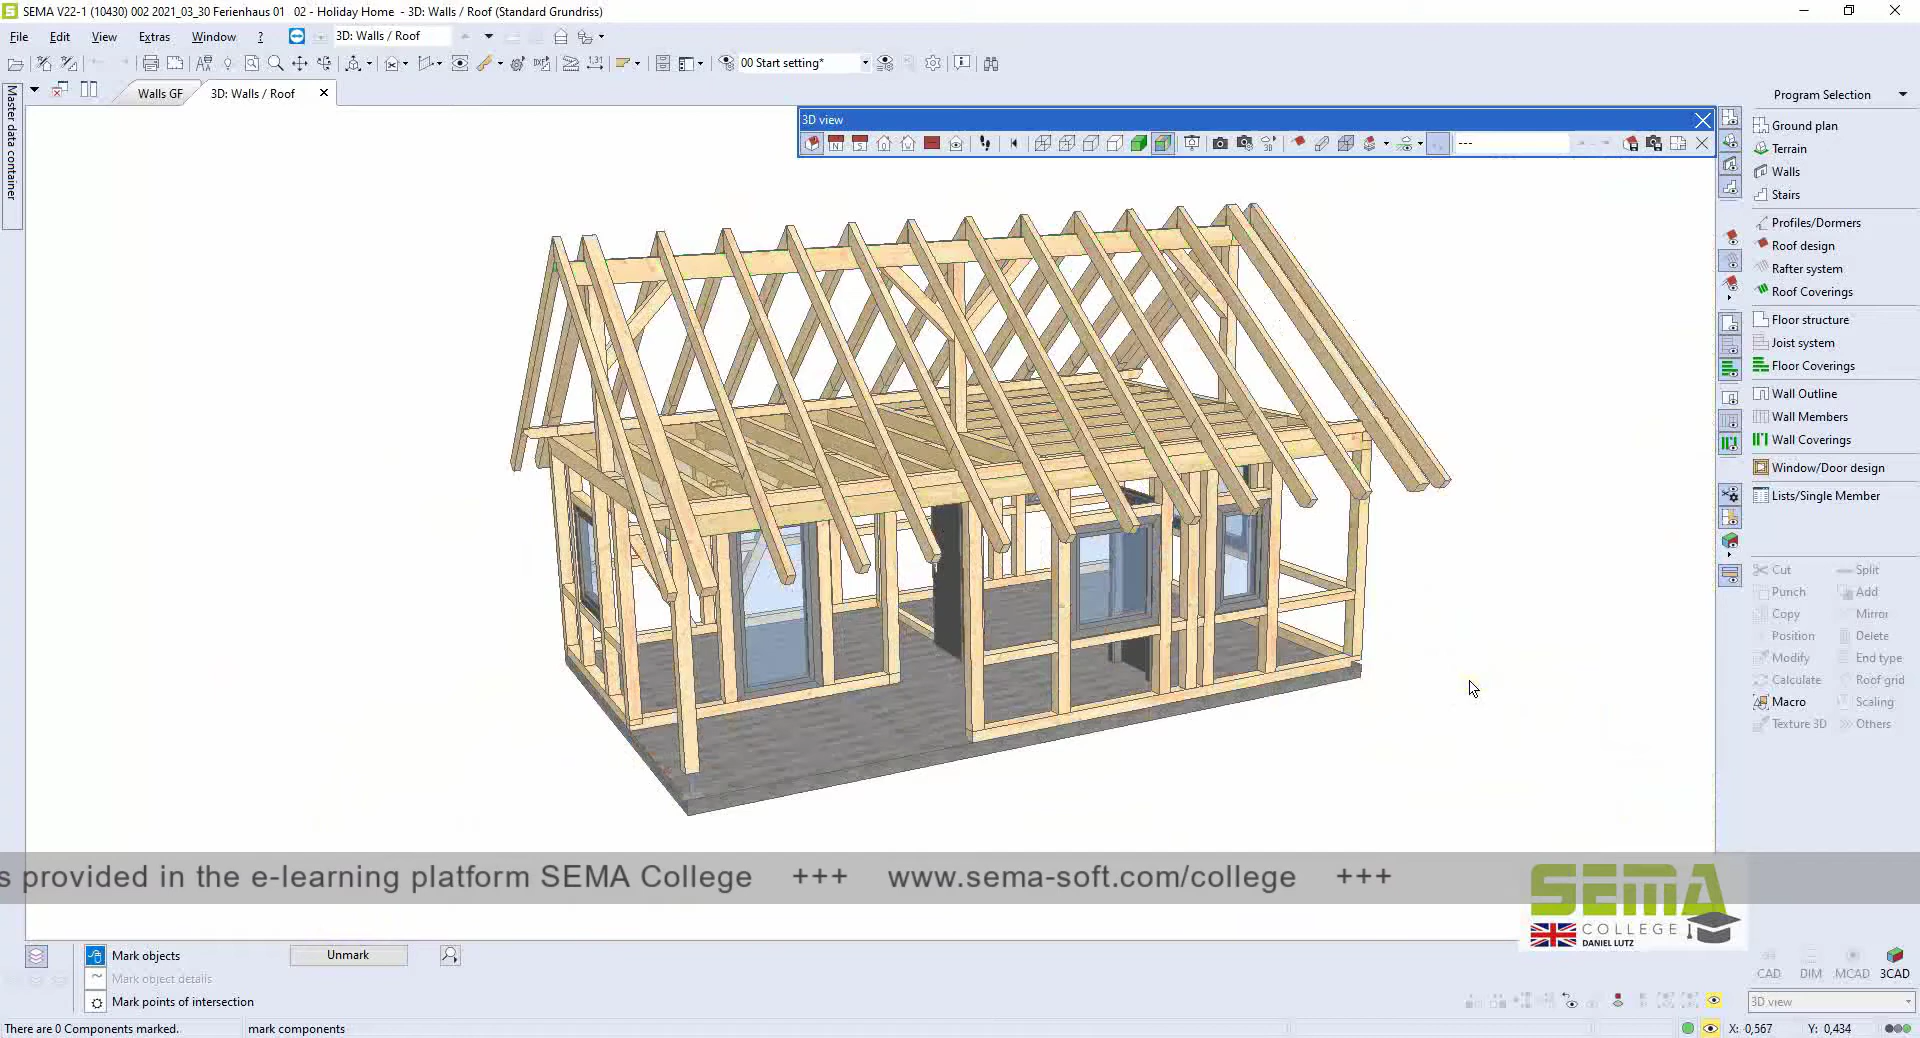 SEMA V22-1 (10430) 002 2021_03_30 Ferienhaus 01   02 - Holiday Home  - 3D: Walls / Roof (Standard Grundriss)
File Edit View Extras Window ? 3D: Walls / Roof
00 Start setting*
Walls GF
3D: Walls / Roof
Master data container
3D view
---
Program Selection
Ground plan
Terrain
Walls
Stairs
Profiles/Dormers
Roof design
Rafter system
Roof Coverings
Floor structure
Joist system
Floor Coverings
Wall Outline
Wall Members
Wall Coverings
Window/Door design
Lists/Single Member
Cut Split
Punch Add
Copy Mirror
Position Delete
Modify End type
Calculate Roof grid
Macro Scaling
Texture 3D Others
s provided in the e-learning platform SEMA College +++ www.sema-soft.com/college +++
SEMA
COLLEGE
DANIEL LUTZ
Mark objects
Unmark
Mark object details
Mark points of intersection
CAD DIM MCAD 3CAD
3D view
There are 0 Components marked.
mark components
X: 0,567 Y: 0,434